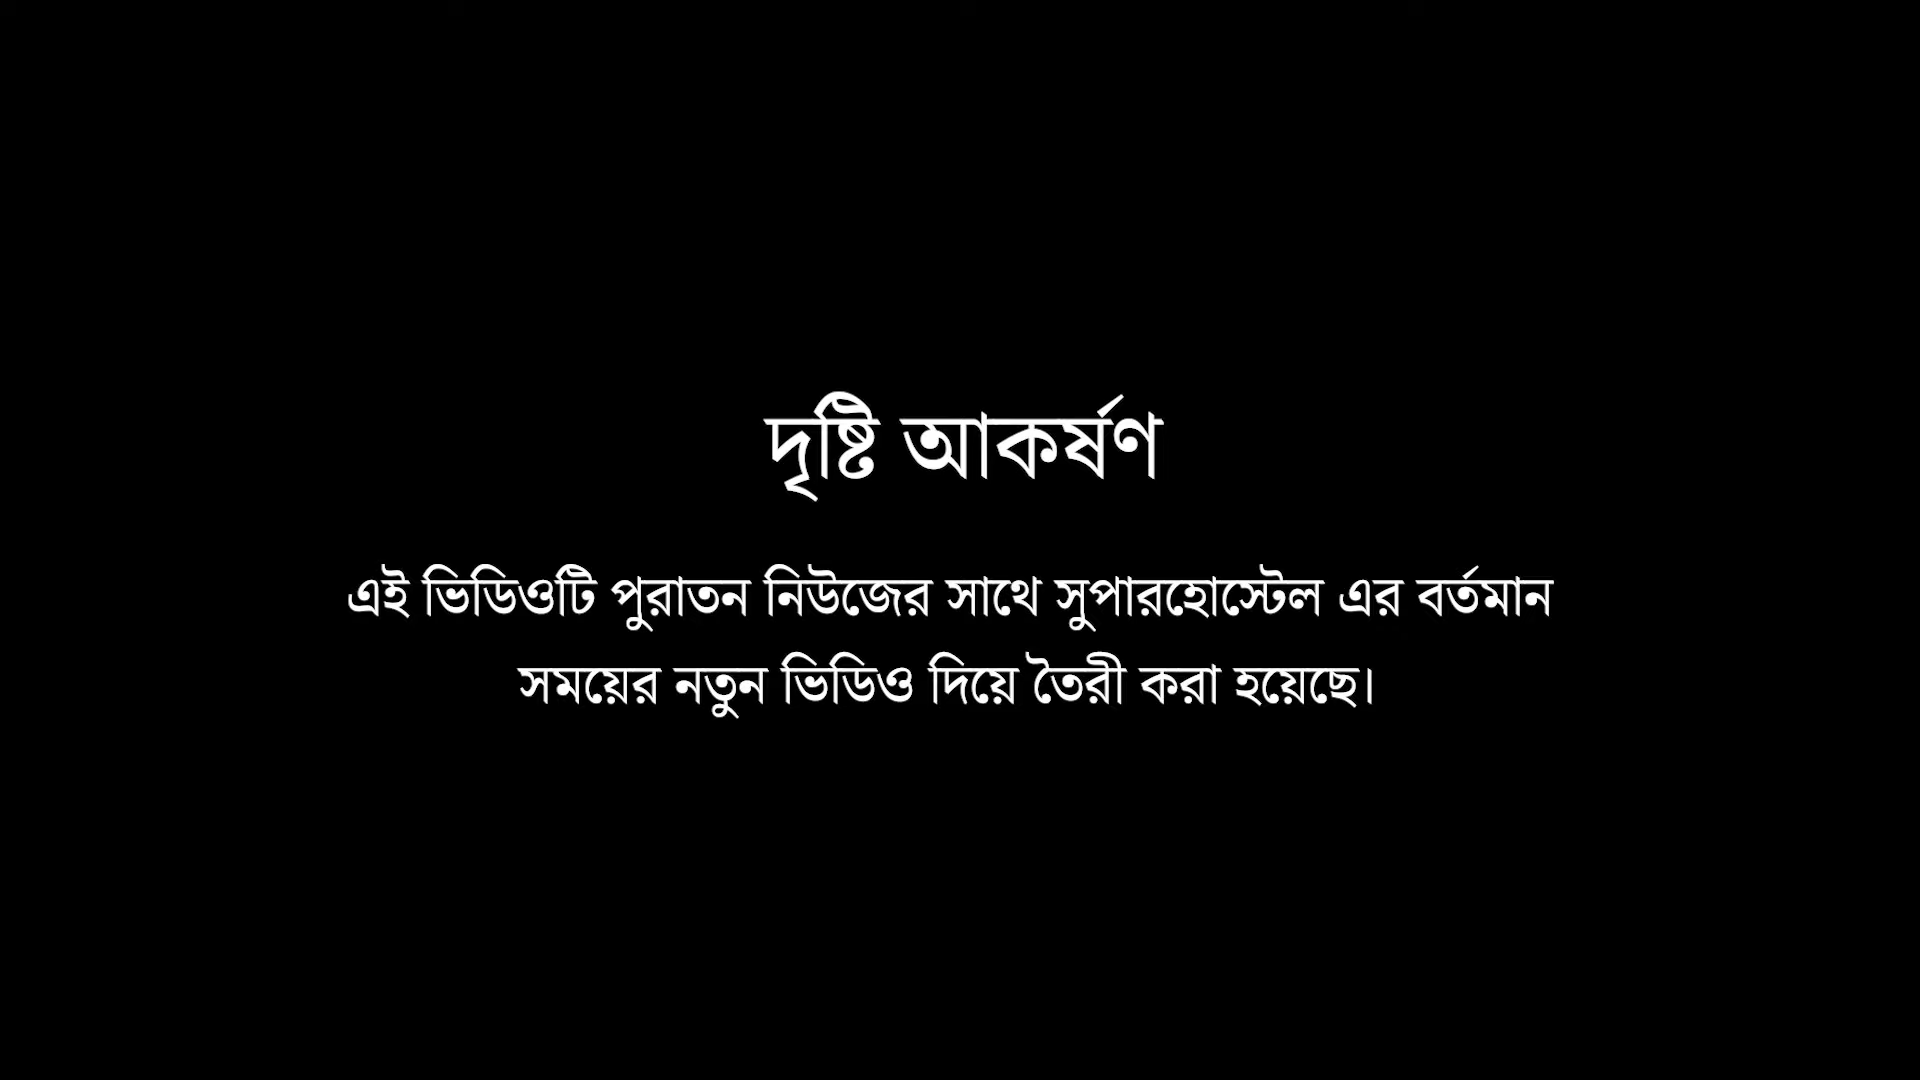 দৃষ্টি আকর্ষণ
এই ভিডিওটি পুরাতন নিউজের সাথে সুপারহোস্টেল এর বর্তমান
সময়ের নতুন ভিডিও দিয়ে তৈরী করা হয়েছে।